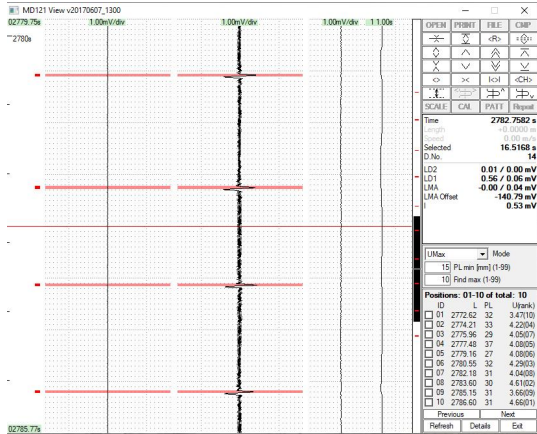 MD121 View v20170607_1300
02779.75s 1.00mV/div 1.00mV/div 1.00mV/div 1 1.00s
2780s
02785.77s
OPEN PRINT FILE CMP
<R>
<> >< |<>| <CH>
SCALE CAL PATT Repeat
Time 2782.7582 s
Length +0.0000 m
Speed 0.00 m/s
Selected 16.5168 s
D.No. 14
LD2 0.01 / 0.00 mV
LD1 0.56 / 0.06 mV
LMA -0.00 / 0.04 mV
LMA Offset -140.79 mV
I 0.53 mV
UMax Mode
15 PL min [mm] (1-99)
10 Find max (1-99)
Positions: 01-10 of total: 10
ID L PL U(rank)
01 2772.62 32 3.47(10)
02 2774.21 33 4.22(04)
03 2775.96 29 4.05(07)
04 2777.48 37 4.08(05)
05 2779.16 27 4.08(06)
06 2780.55 32 4.29(03)
07 2782.18 31 4.04(08)
08 2783.60 30 4.61(02)
09 2785.15 31 3.66(09)
10 2786.60 31 4.66(01)
Previous Next
Refresh Details Exit